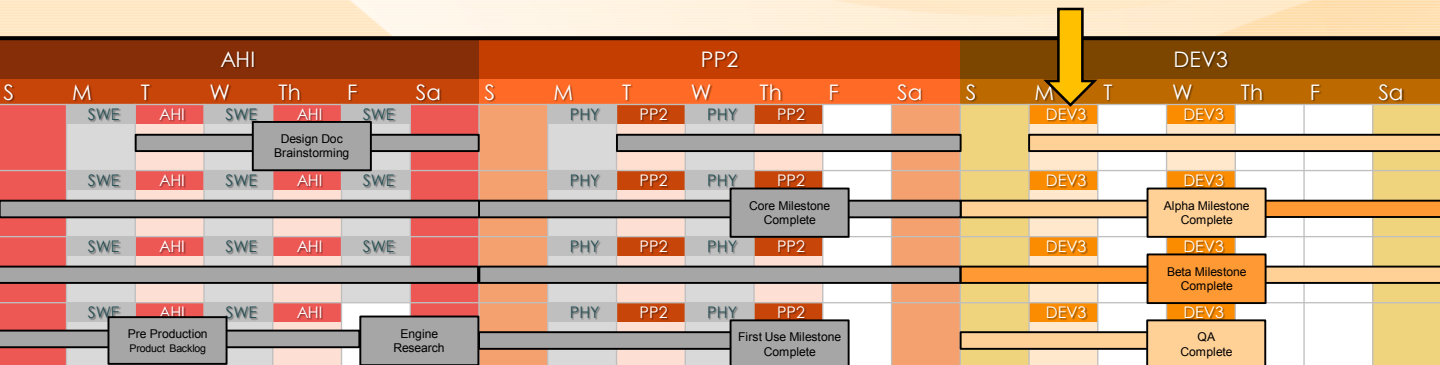 AHI PP2 DEV3
S M T W Th F Sa S M T W Th F Sa S M T W Th F Sa
SWE AHI SWE AHI SWE PHY PP2 PHY PP2 DEV3 DEV3
Design Doc
Brainstorming
SWE AHI SWE AHI SWE PHY PP2 PHY PP2 DEV3 DEV3
Core Milestone Alpha Milestone
Complete Complete
SWE AHI SWE AHI SWE PHY PP2 PHY PP2 DEV3 DEV3
Beta Milestone
Complete
SWE AHI SWE AHI PHY PP2 PHY PP2 DEV3 DEV3
Pre Production Engine First Use Milestone QA
Product Backlog Research Complete Complete